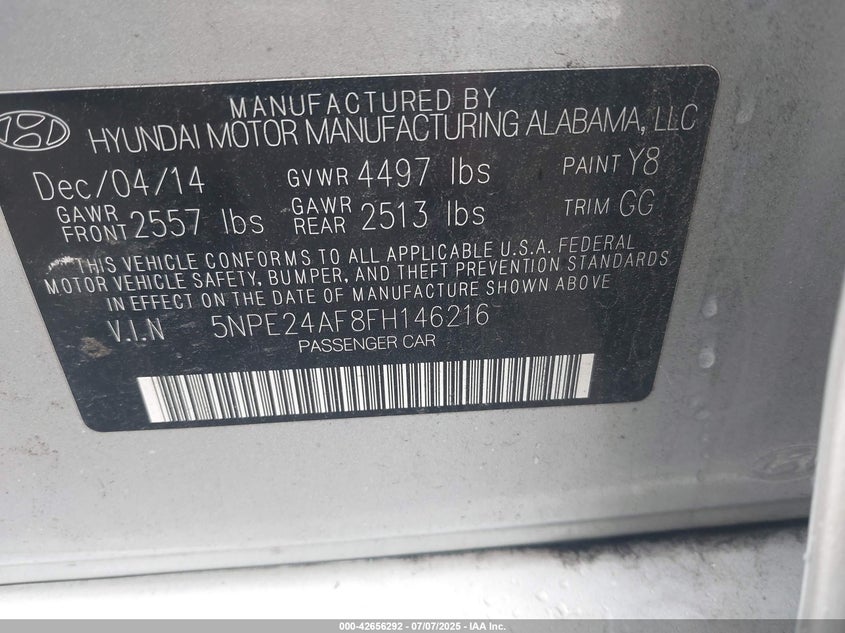 MANUFACTURED BY
HYUNDAI MOTOR MANUFACTURING ALABAMA, LLC
Dec/04/14 GVWR 4497 lbs PAINT Y8
GAWR FRONT 2557 lbs GAWR REAR 2513 lbs TRIM GG
THIS VEHICLE CONFORMS TO ALL APPLICABLE U.S.A. FEDERAL
MOTOR VEHICLE SAFETY, BUMPER, AND THEFT PREVENTION STANDARDS
IN EFFECT ON THE DATE OF MANUFACTURE SHOWN ABOVE
V.I.N 5NPE24AF8FH146216
PASSENGER CAR
000-42656292 - 07/07/2025 - IAA Inc.